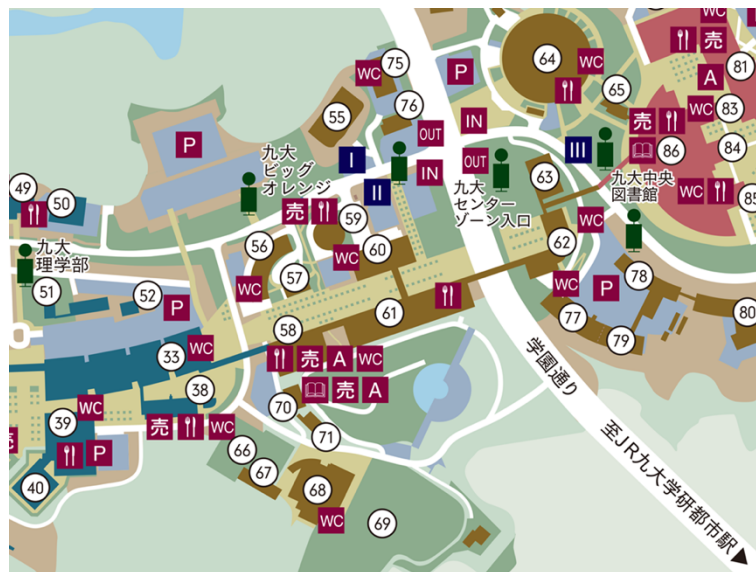 75
64
WC
WC
P
売
81
A
55
76
65
WC
83
OUT
IN
売
P
84
九大
ビッグ
オレンジ
I
II
IN
OUT
III
86
九大
センター
ゾーン入口
63
九大中央
図書館
WC
85
49
50
売
59
九大
理学部
56
WC
60
WC
62
51
52
P
WC
57
61
WC
P
78
77
79
80
58
33
WC
売
A
WC
38
売
A
学園通り
39
WC
売
WC
70
71
売
P
66
67
68
40
WC
69
至JR九大学研都市駅